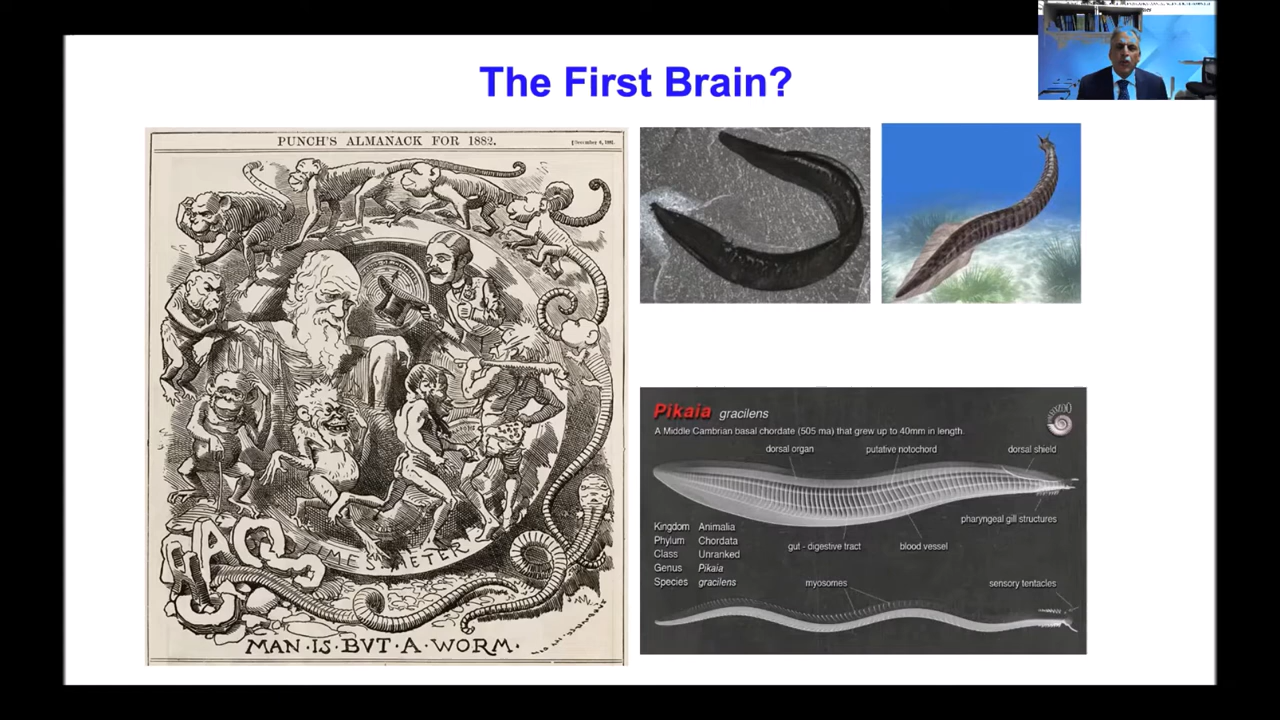 The First Brain?
PUNCH'S ALMANACK FOR 1882.
MAN·IS·BVT·A·WORM·
Pikaia gracilens
A Middle Cambrian basal chordate (505 ma) that grew up to 40mm in length.
dorsal organ
putative notochord
dorsal shield
pharyngeal gill structures
Kingdom Animalia
Phylum Chordata
Class Unranked
Genus Pikaia
Species gracilens
gut - digestive tract
blood vessel
myosomes
sensory tentacles